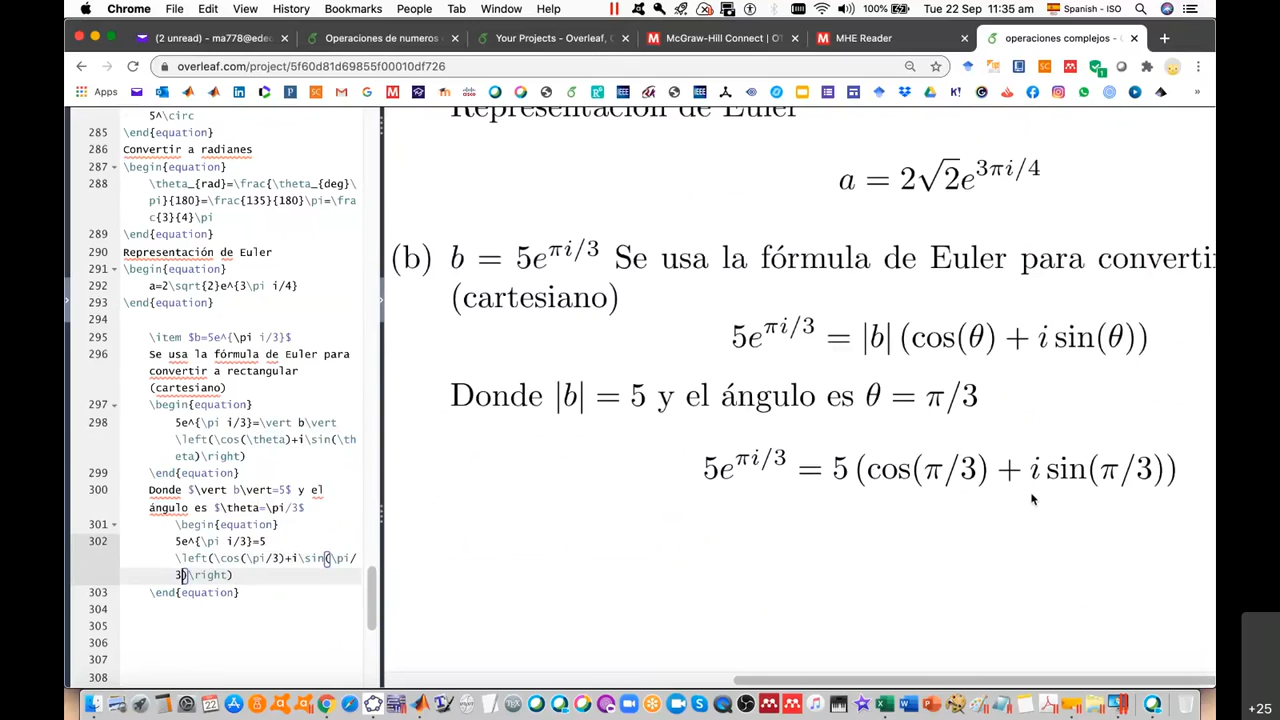 Chrome File Edit View History Bookmarks People Tab Window Help 100% Tue 22 Sep 11:35 am Spanish - ISO
(2 unread) - ma778@ede Operaciones de numeros Your Projects - Overleaf, McGraw-Hill Connect | O MHE Reader operaciones complejos -
overleaf.com/project/5f60d81d69855f00010df726
Apps
5^\circ
285 \end{equation}
286 Convertir a radianes
287 \begin{equation}
288 \theta_{rad}=\frac{\theta_{deg}\
pi}{180}=\frac{135}{180}\pi=\fra
c{3}{4}\pi
289 \end{equation}
290 Representación de Euler
291 \begin{equation}
292 a=2\sqrt{2}e^{3\pi i/4}
293 \end{equation}
294
295 \item $b=5e^{\pi i/3}$
296 Se usa la fórmula de Euler para
convertir a rectangular
(cartesiano)
297 \begin{equation}
298 5e^{\pi i/3}=\vert b\vert
\left(\cos(\theta)+i\sin(\th
eta)\right)
299 \end{equation}
300 Donde $\vert b\vert=5$ y el
ángulo es $\theta=\pi/3$
301 \begin{equation}
302 5e^{\pi i/3}=5
\left(\cos(\pi/3)+i\sin(\pi/
3)\right)
303 \end{equation}
304
305
306
307
308
Representación de Euler
a = 2√2e^{3πi/4}
(b) b = 5e^{πi/3} Se usa la fórmula de Euler para converti
(cartesiano)
5e^{πi/3} = |b| (cos(θ) + i sin(θ))
Donde |b| = 5 y el ángulo es θ = π/3
5e^{πi/3} = 5 (cos(π/3) + i sin(π/3))
+25